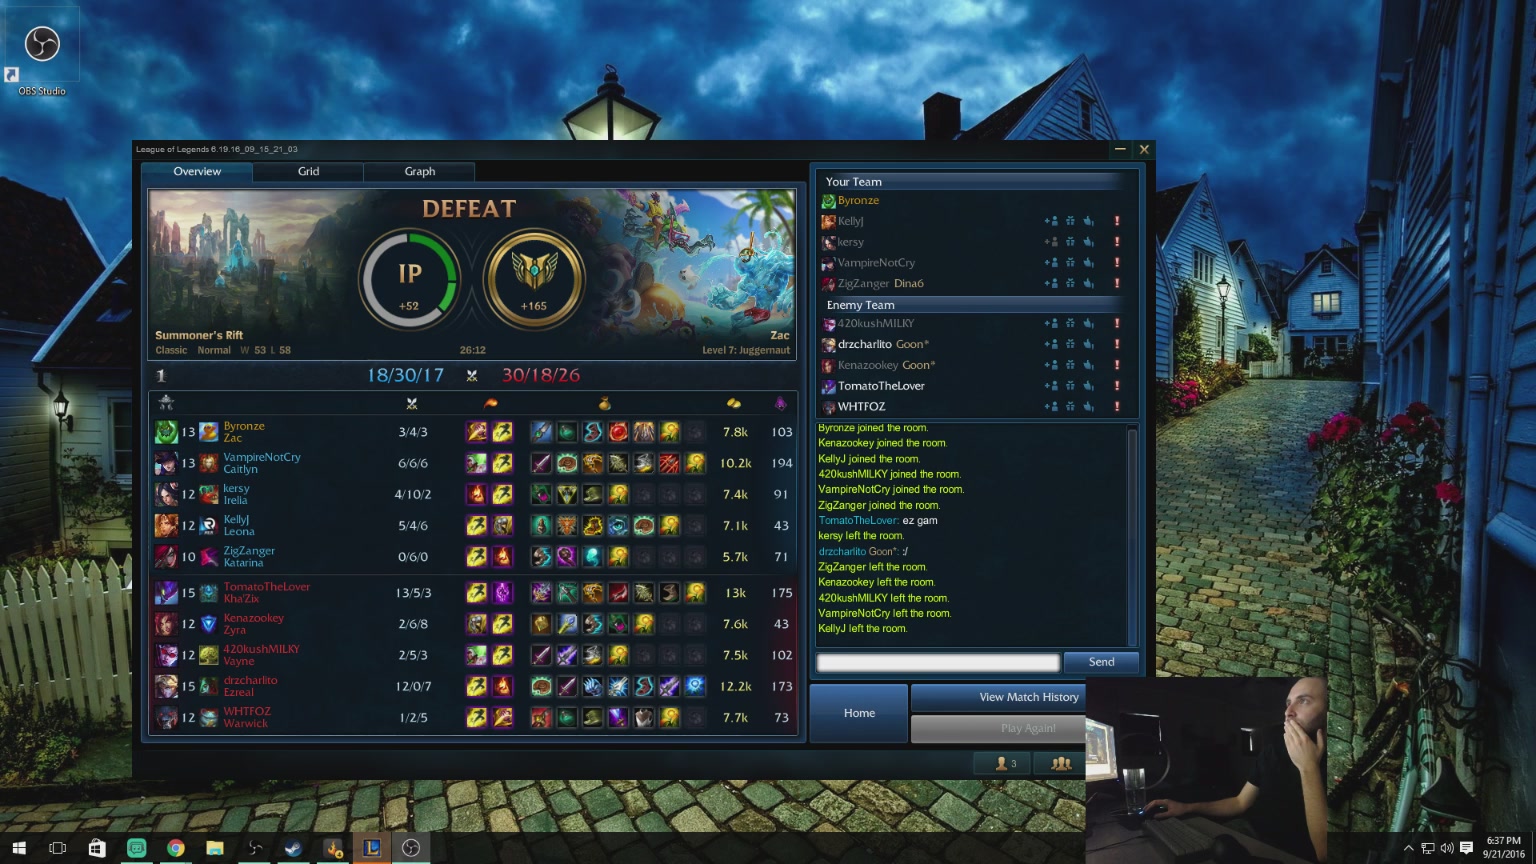 OBS Studio
League of Legends 6.19.16_09_15_21_03
Overview
Grid
Graph
DEFEAT
IP
+52
+165
Summoner's Rift
Zac
Classic Normal W 53 L 58
26:12
Level 7: Juggernaut
1
18/30/17
30/18/26
13 Byronze 3/4/3 7.8k 103
Zac
13 VampireNotCry 6/6/6 10.2k 194
Caitlyn
12 kersy 4/10/2 7.4k 91
Irelia
12 KellyJ 5/4/6 7.1k 43
Leona
10 ZigZanger 0/6/0 5.7k 71
Katarina
15 TomatoTheLover 13/5/3 13k 175
Kha'Zix
12 Kenazookey 2/6/8 7.6k 43
Zyra
12 420kushMILKY 2/5/3 7.5k 102
Vayne
15 drzcharlito 12/0/7 12.2k 173
Ezreal
12 WHTFOZ 1/2/5 7.7k 73
Warwick
Your Team
Byronze
KellyJ
kersy
VampireNotCry
ZigZanger Dina6
Enemy Team
420kushMILKY
drzcharlito Goon*
Kenazookey Goon*
TomatoTheLover
WHTFOZ
Byronze joined the room.
Kenazookey joined the room.
KellyJ joined the room.
420kushMILKY joined the room.
VampireNotCry joined the room.
ZigZanger joined the room.
TomatoTheLover: ez gam
kersy left the room.
drzcharlito Goon*: :/
ZigZanger left the room.
Kenazookey left the room.
420kushMILKY left the room.
VampireNotCry left the room.
KellyJ left the room.
Send
Home
View Match History
Play Again!
3
6:37 PM
9/21/2016